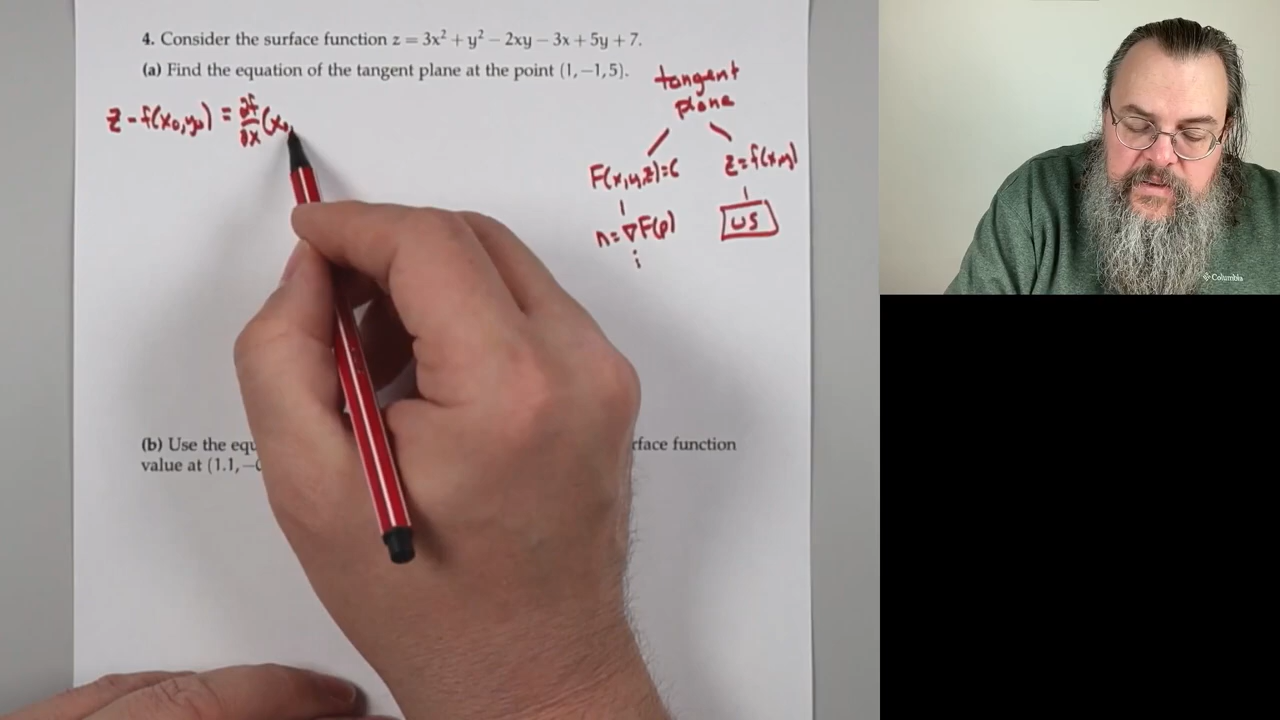 4. Consider the surface function z = 3x² + y² − 2xy − 3x + 5y + 7.
(a) Find the equation of the tangent plane at the point (1, −1, 5).
z - f(x₀,y₀) = ∂f/∂x (x₀,
tangent
plane
F(x,y,z)=C
z=f(x,y)
n=∇F(p)
US
(b) Use the
rface function
value at (1.1, −
Columbia